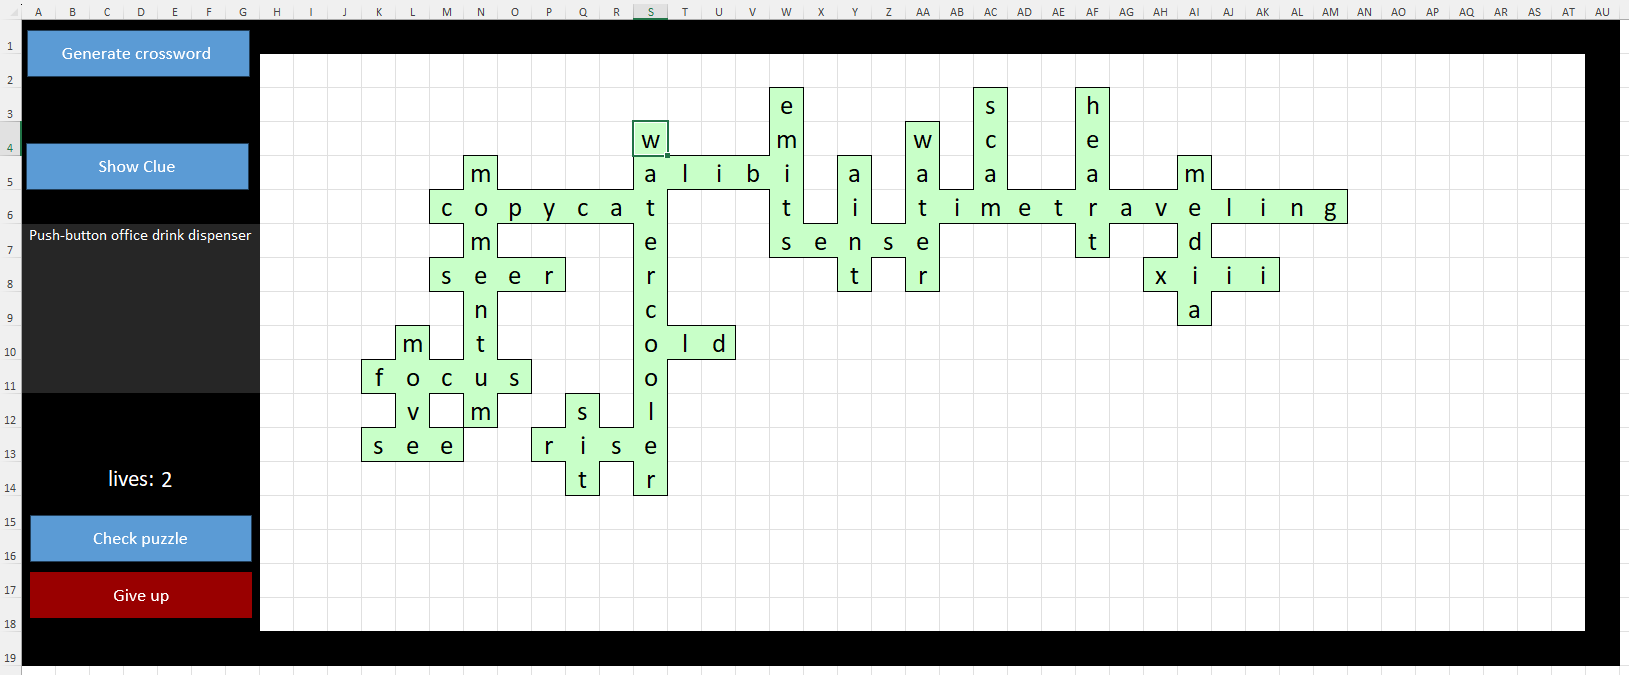 A B C D E F G H I J K L M N O P Q R S T U V W X Y Z AA AB AC AD AE AF AG AH AI AJ AK AL AM AN AO AP AQ AR AS AT AU
1 Generate crossword
2
3 e s h
4 w m w c e
Show Clue
5 m a l i b i a a a a m
6 c o p y c a t t i t i m e t r a v e l i n g
7 m e s e n s e r t d
Push-button office drink dispenser
8 s e e r r t r x i i i
9 n c a
10 m t o l d
11 f o c u s o
12 v m s l
13 s e e r i s e r
lives: 2
14 t r
15
Check puzzle
16
17
Give up
18
19